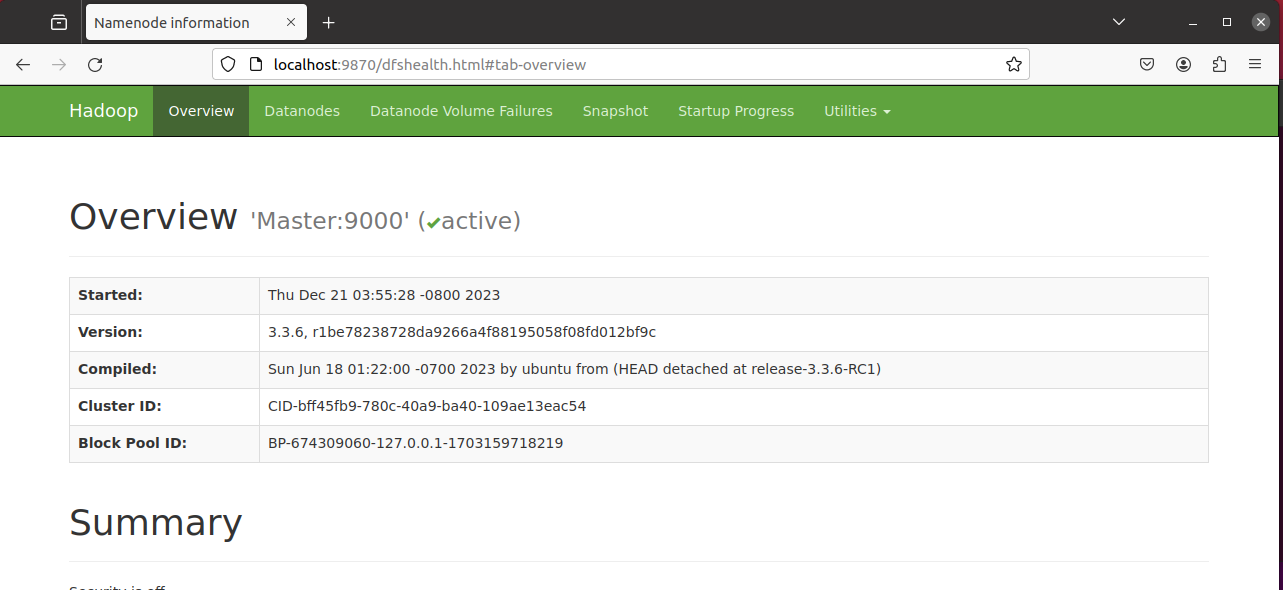 Namenode information
localhost:9870/dfshealth.html#tab-overview
Hadoop Overview Datanodes Datanode Volume Failures Snapshot Startup Progress Utilities
Overview 'Master:9000' (✔active)
Started: Thu Dec 21 03:55:28 -0800 2023
Version: 3.3.6, r1be78238728da9266a4f88195058f08fd012bf9c
Compiled: Sun Jun 18 01:22:00 -0700 2023 by ubuntu from (HEAD detached at release-3.3.6-RC1)
Cluster ID: CID-bff45fb9-780c-40a9-ba40-109ae13eac54
Block Pool ID: BP-674309060-127.0.0.1-1703159718219
Summary
Security is off